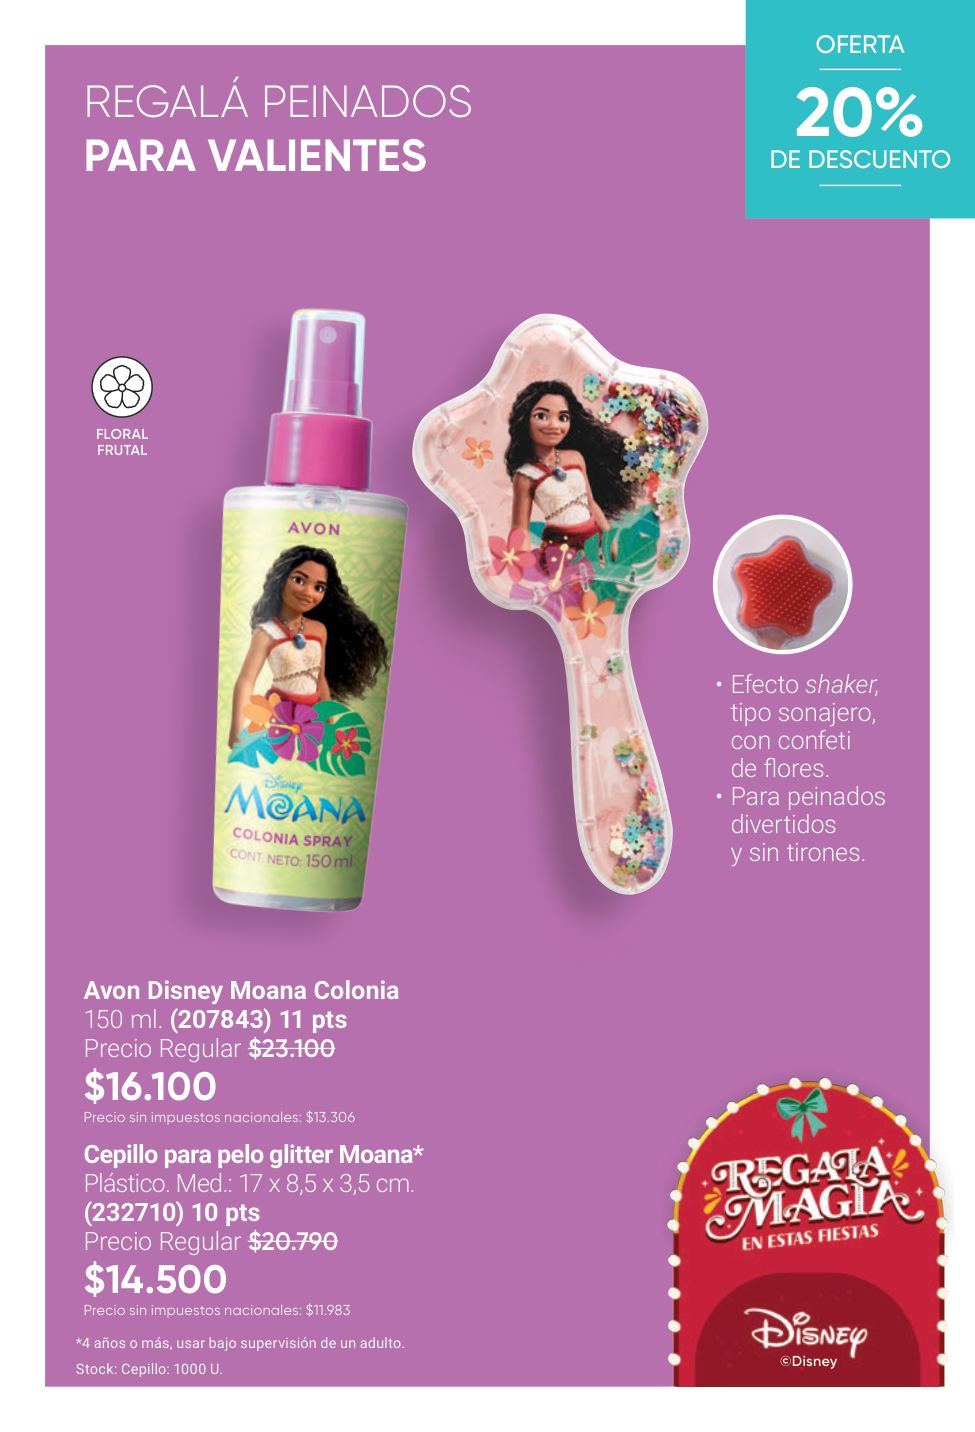 OFERTA
20%
DE DESCUENTO
REGALÁ PEINADOS
PARA VALIENTES
FLORAL
FRUTAL
AVON
Disney
MOANA
COLONIA SPRAY
CONT. NETO: 150 ml
• Efecto shaker,
tipo sonajero,
con confeti
de flores.
• Para peinados
divertidos
y sin tirones.
Avon Disney Moana Colonia
150 ml. (207843) 11 pts
Precio Regular $23.100
$16.100
Precio sin impuestos nacionales: $13.306
Cepillo para pelo glitter Moana*
Plástico. Med.: 17 x 8,5 x 3,5 cm.
(232710) 10 pts
Precio Regular $20.790
$14.500
Precio sin impuestos nacionales: $11.983
*4 años o más, usar bajo supervisión de un adulto.
Stock: Cepillo: 1000 U.
REGALA
MAGIA
EN ESTAS FIESTAS
Disney
©Disney